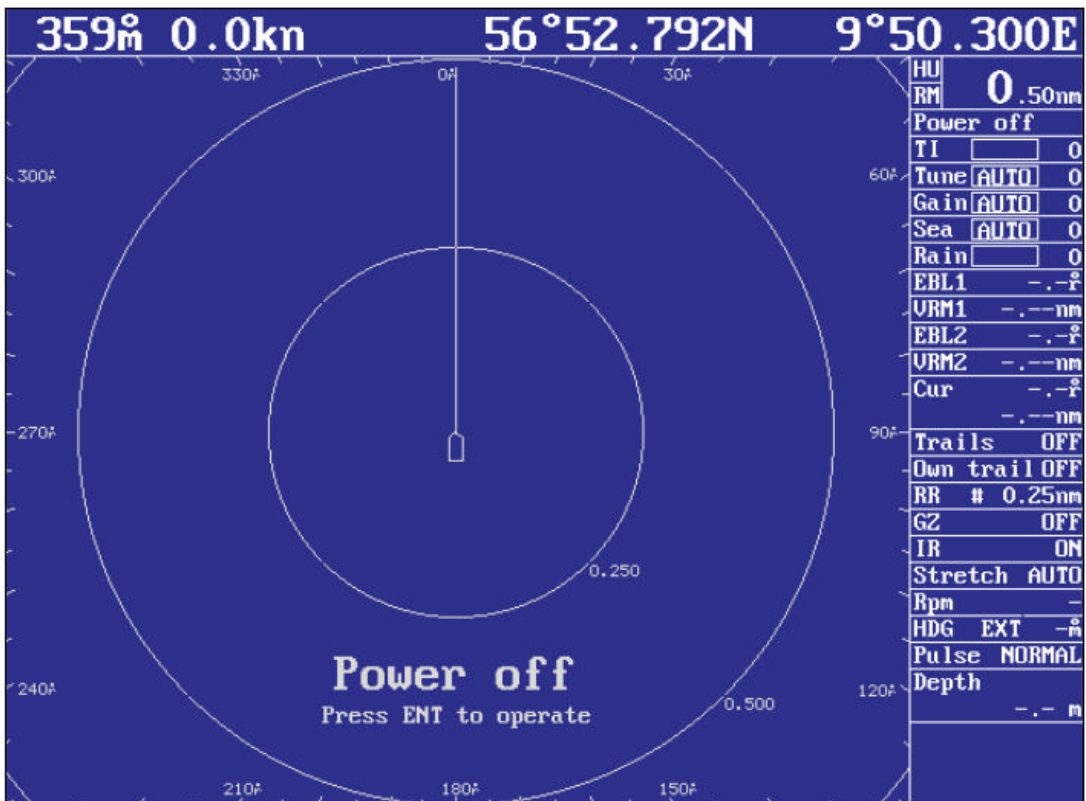 359°m 0.0kn 56°52.792N 9°50.300E
330°r 0°r 30°r
300°r 60°r
270°r 90°r
0.250
240°r 120°r
0.500
Power off
Press ENT to operate
210°r 180°r 150°r
HU
RM 0.50nm
Power off
TI 0
Tune AUTO 0
Gain AUTO 0
Sea AUTO 0
Rain 0
EBL1 -.-°r
VRM1 -.--nm
EBL2 -.-°r
VRM2 -.--nm
Cur -.-°r
-.--nm
Trails OFF
Own trail OFF
RR # 0.25nm
GZ OFF
IR ON
Stretch AUTO
Rpm -
HDG EXT -°m
Pulse NORMAL
Depth
-.- m